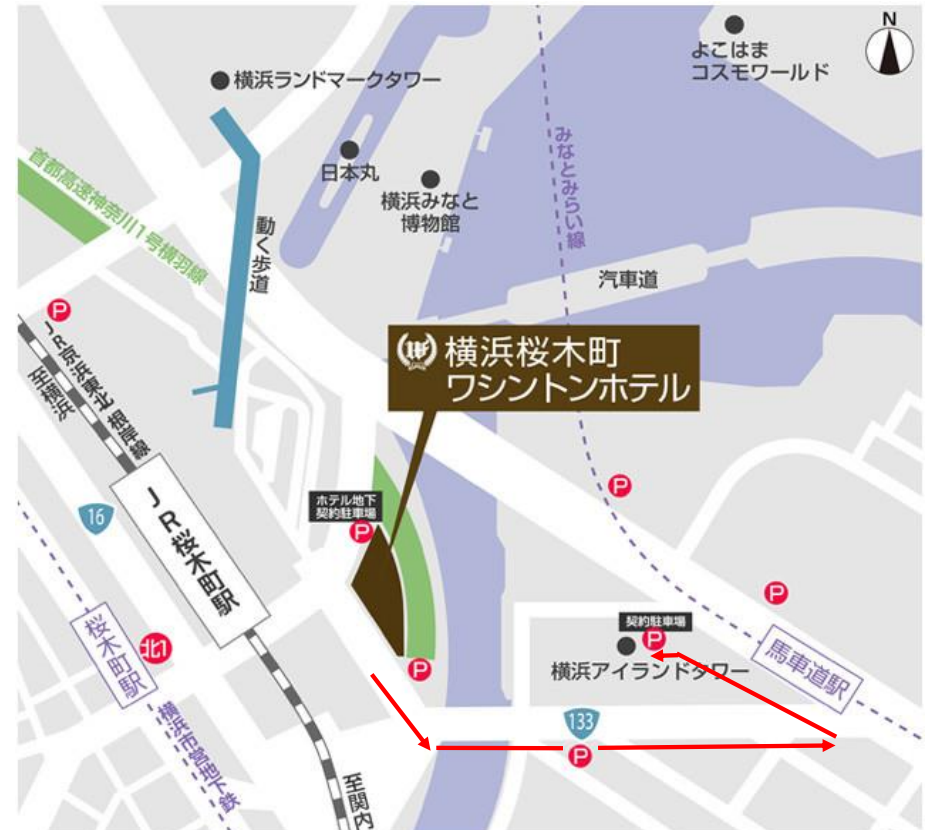 N
よこはま
コスモワールド
横浜ランドマークタワー
日本丸
横浜みなと
博物館
みなとみらい線
首都高速神奈川1号横羽線
動く歩道
汽車道
P
JR京浜東北
根岸線
至横浜
横浜桜木町
ワシントンホテル
P
ホテル地下
契約駐車場
P
16
JR桜木町駅
P
契約駐車場
P
横浜アイランドタワー
馬車道駅
桜木町駅
北1
P
133
P
横浜市営地下鉄
至関内